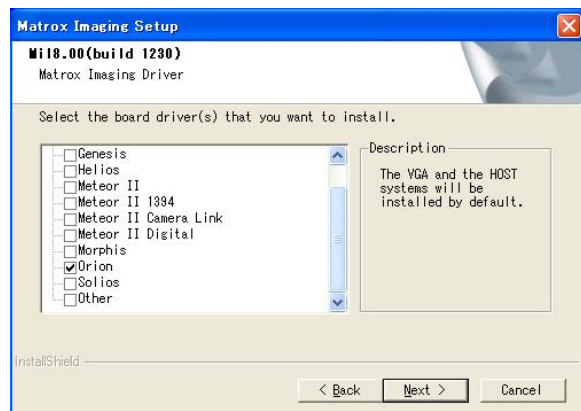 Matrox Imaging Setup
Mil8.00(build 1230)
Matrox Imaging Driver
Select the board driver(s) that you want to install.
Genesis
Helios
Meteor II
Meteor II 1394
Meteor II Camera Link
Meteor II Digital
Morphis
Orion
Solios
Other
Description
The VGA and the HOST
systems will be
installed by default.
InstallShield
< Back
Next >
Cancel